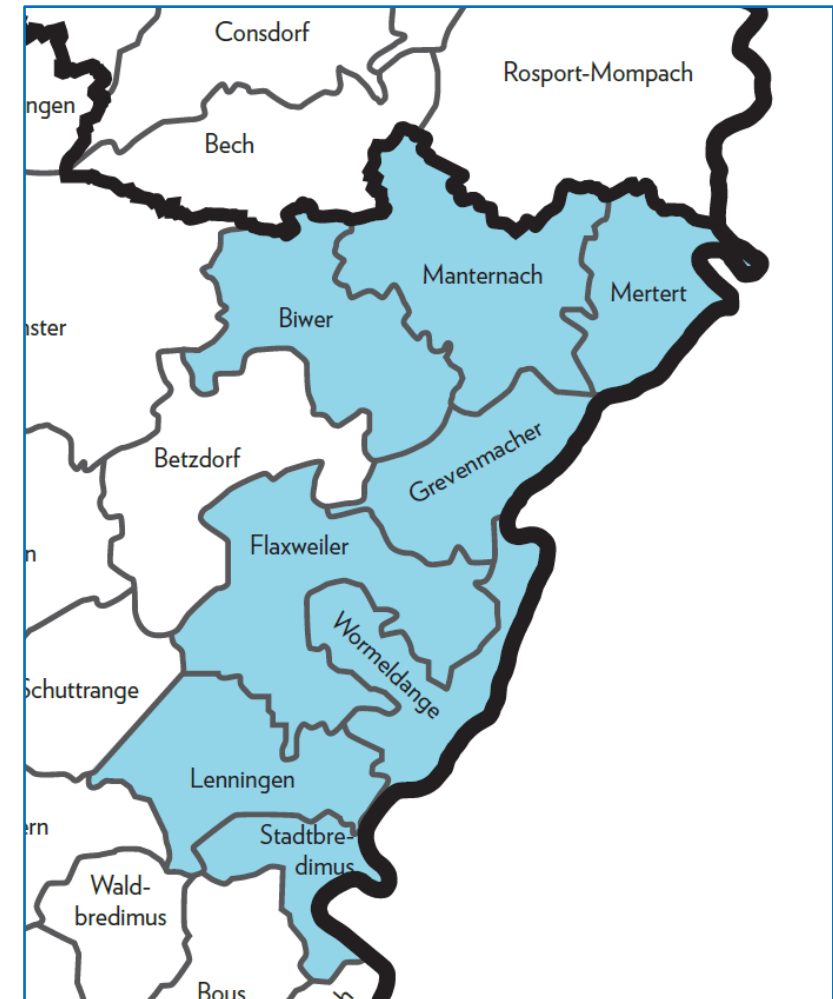 Consdorf
Rosport-Mompach
ngen
Bech
Manternach
Mertert
Biwer
nster
Betzdorf
Grevenmacher
Flaxweiler
n
Wormeldange
Schuttrange
Lenningen
ern
Stadtbre-
dimus
Wald-
bredimus
Bous